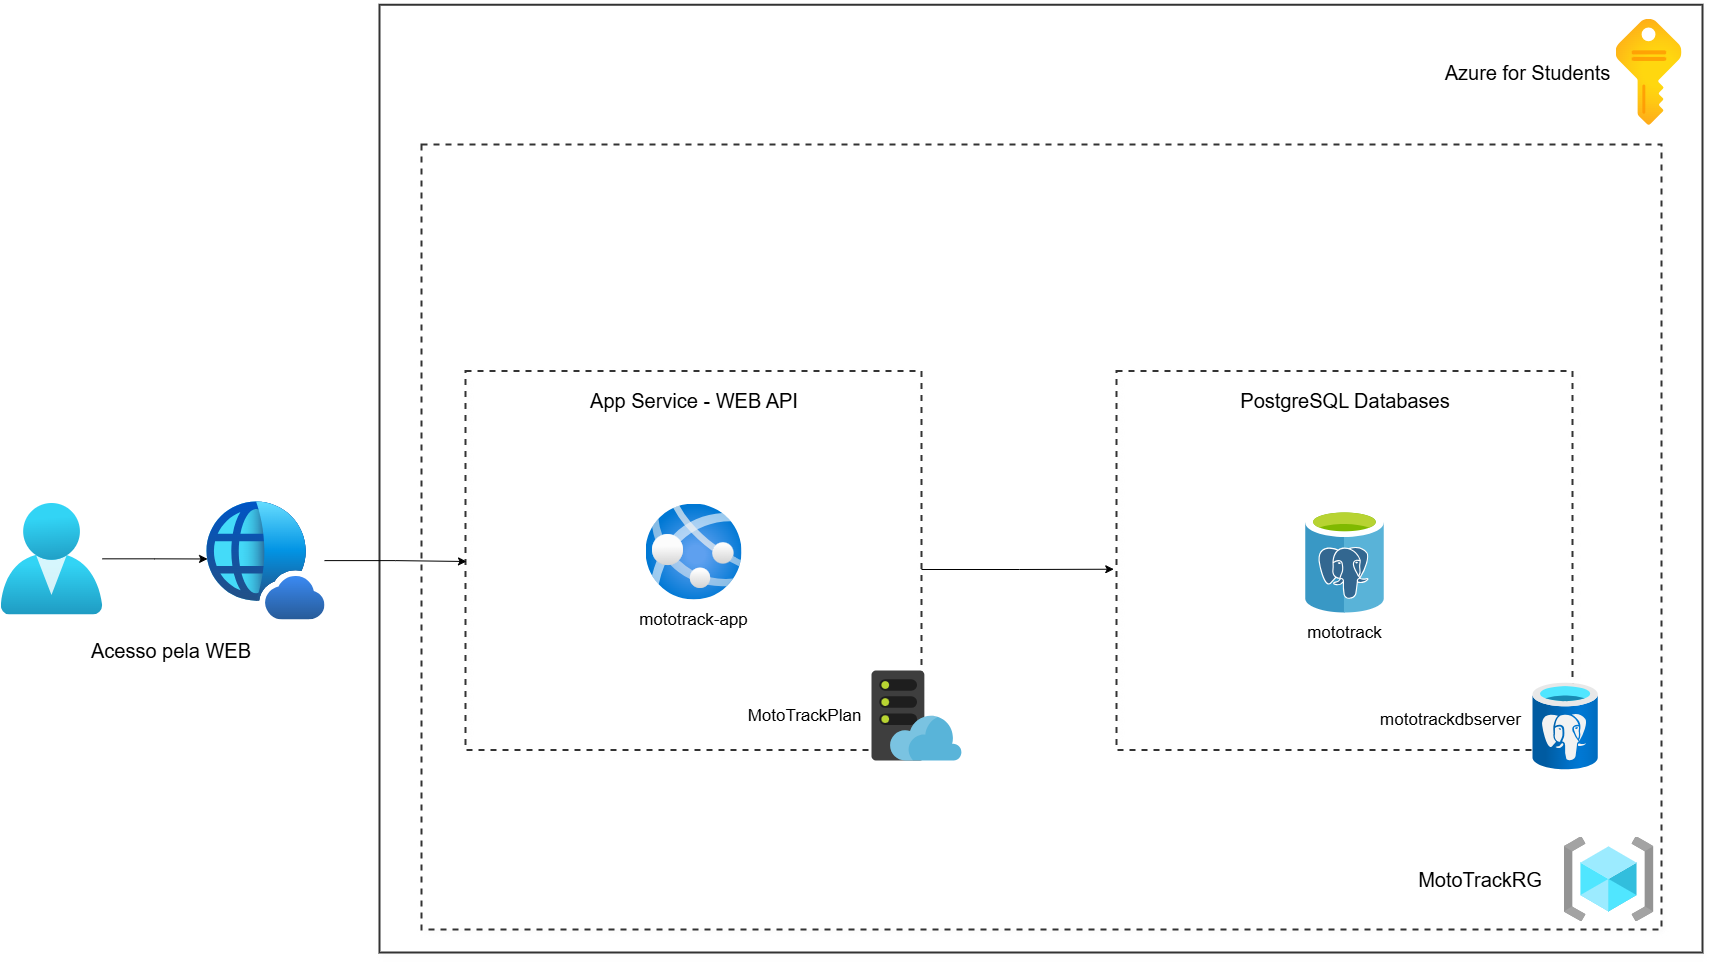 Azure for Students
App Service - WEB API
PostgreSQL Databases
mototrack-app
mototrack
Acesso pela WEB
MotoTrackPlan
mototrackdbserver
MotoTrackRG